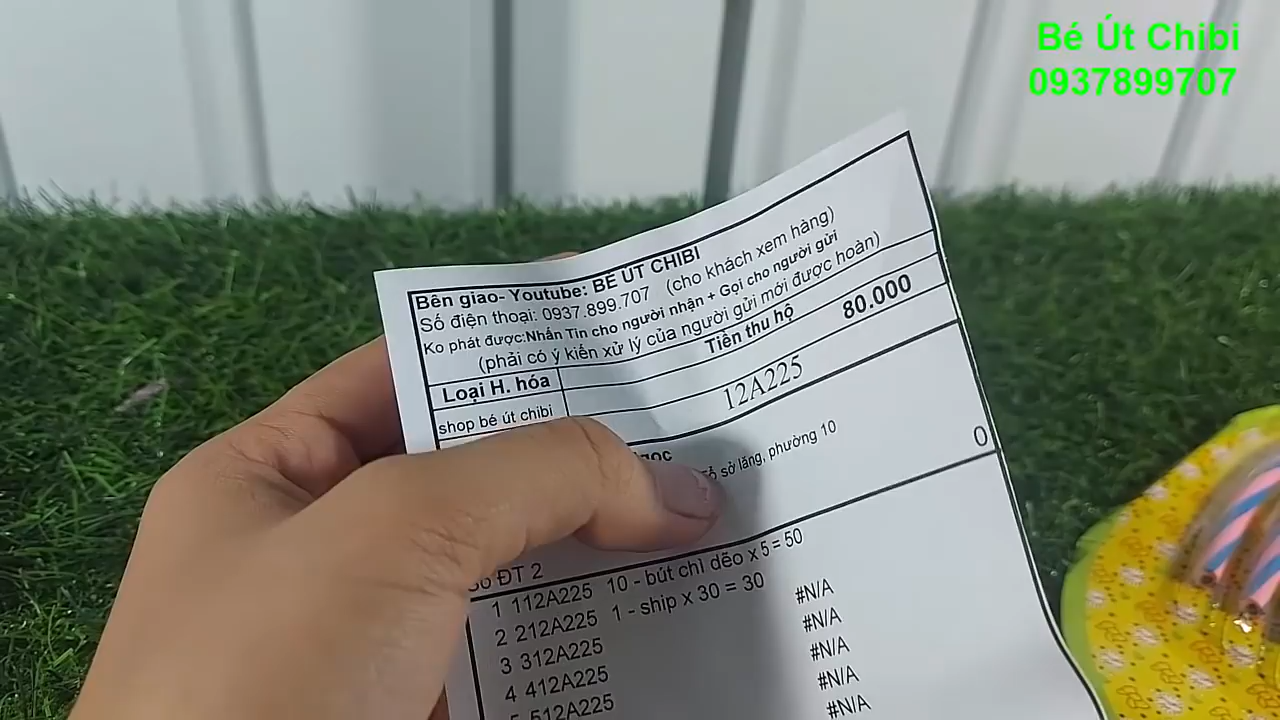 Bé Út Chibi
0937899707
Bên giao- Youtube: BÉ ÚT CHIBI
Số điện thoại: 0937.899.707 (cho khách xem hàng)
Ko phát được:Nhắn Tin cho người nhận + Gọi cho người gửi
(phải có ý kiến xử lý của người gửi mới được hoàn)
Loại H. hóa Tiền thu hộ 80.000
shop bé út chibi 12A225
sở lăng, phường 10
0
ĐT 2
1 112A225 10 - bút chì dẽo x 5 = 50
2 212A225 1 - ship x 30 = 30
3 312A225 #N/A
4 412A225 #N/A
5 512A225 #N/A
#N/A
#N/A